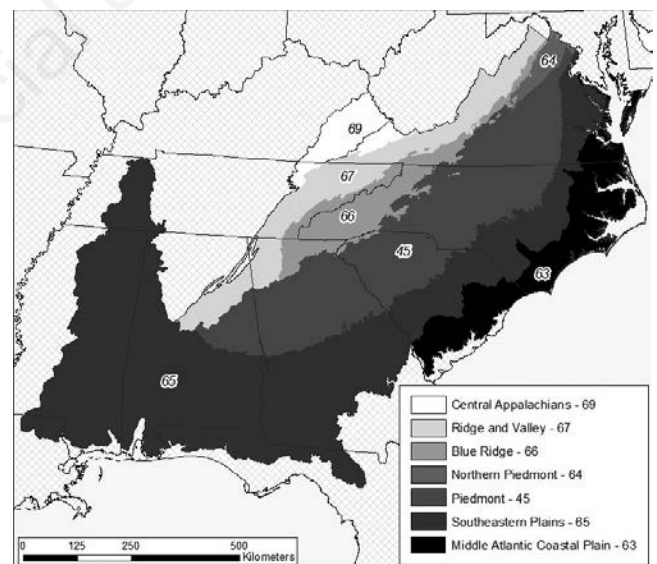 64
69
67
66
45
63
65
Central Appalachians - 69
Ridge and Valley - 67
Blue Ridge - 66
Northern Piedmont - 64
Piedmont - 45
Southeastern Plains - 65
Middle Atlantic Coastal Plain - 63
0 125 250 500
Kilometers